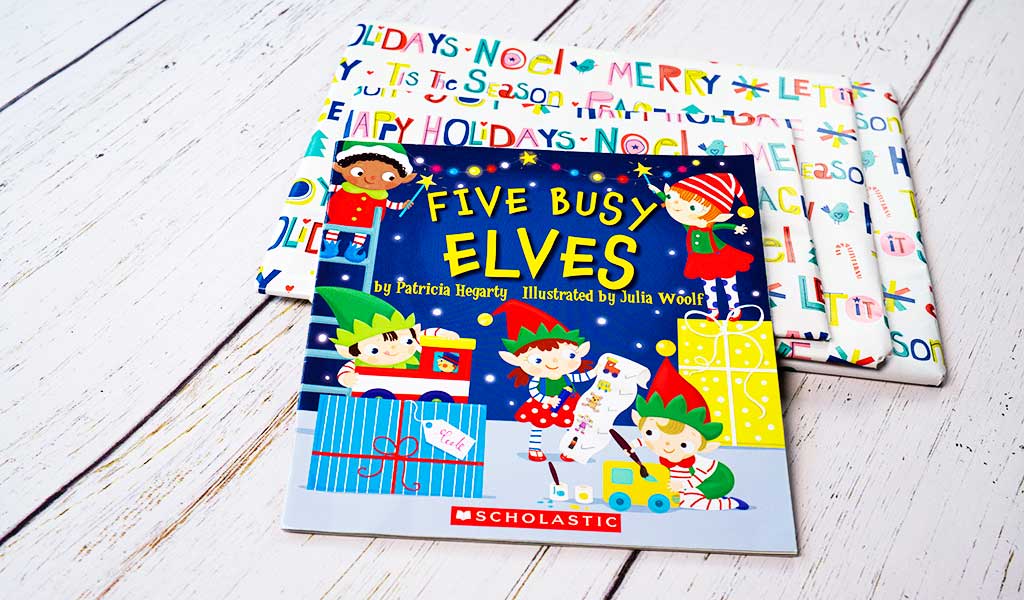 OLiDAYS NOEL MERRY LET iT
TiS THE SEASON
HAPPY HOLiDAYS NOEL
FIVE BUSY
ELVES
by Patricia Hegarty Illustrated by Julia Woolf
SCHOLASTIC